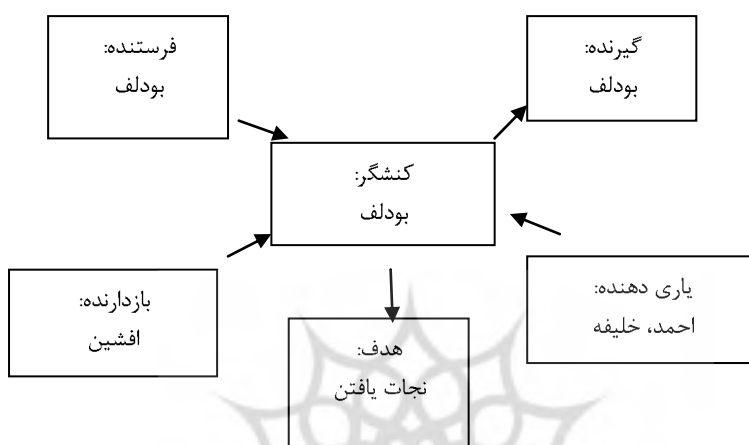 گیرنده:
بودلف
فرستنده:
بودلف
کنشگر:
بودلف
یاری دهنده:
احمد، خلیفه
بازدارنده:
افشین
هدف:
نجات یافتن